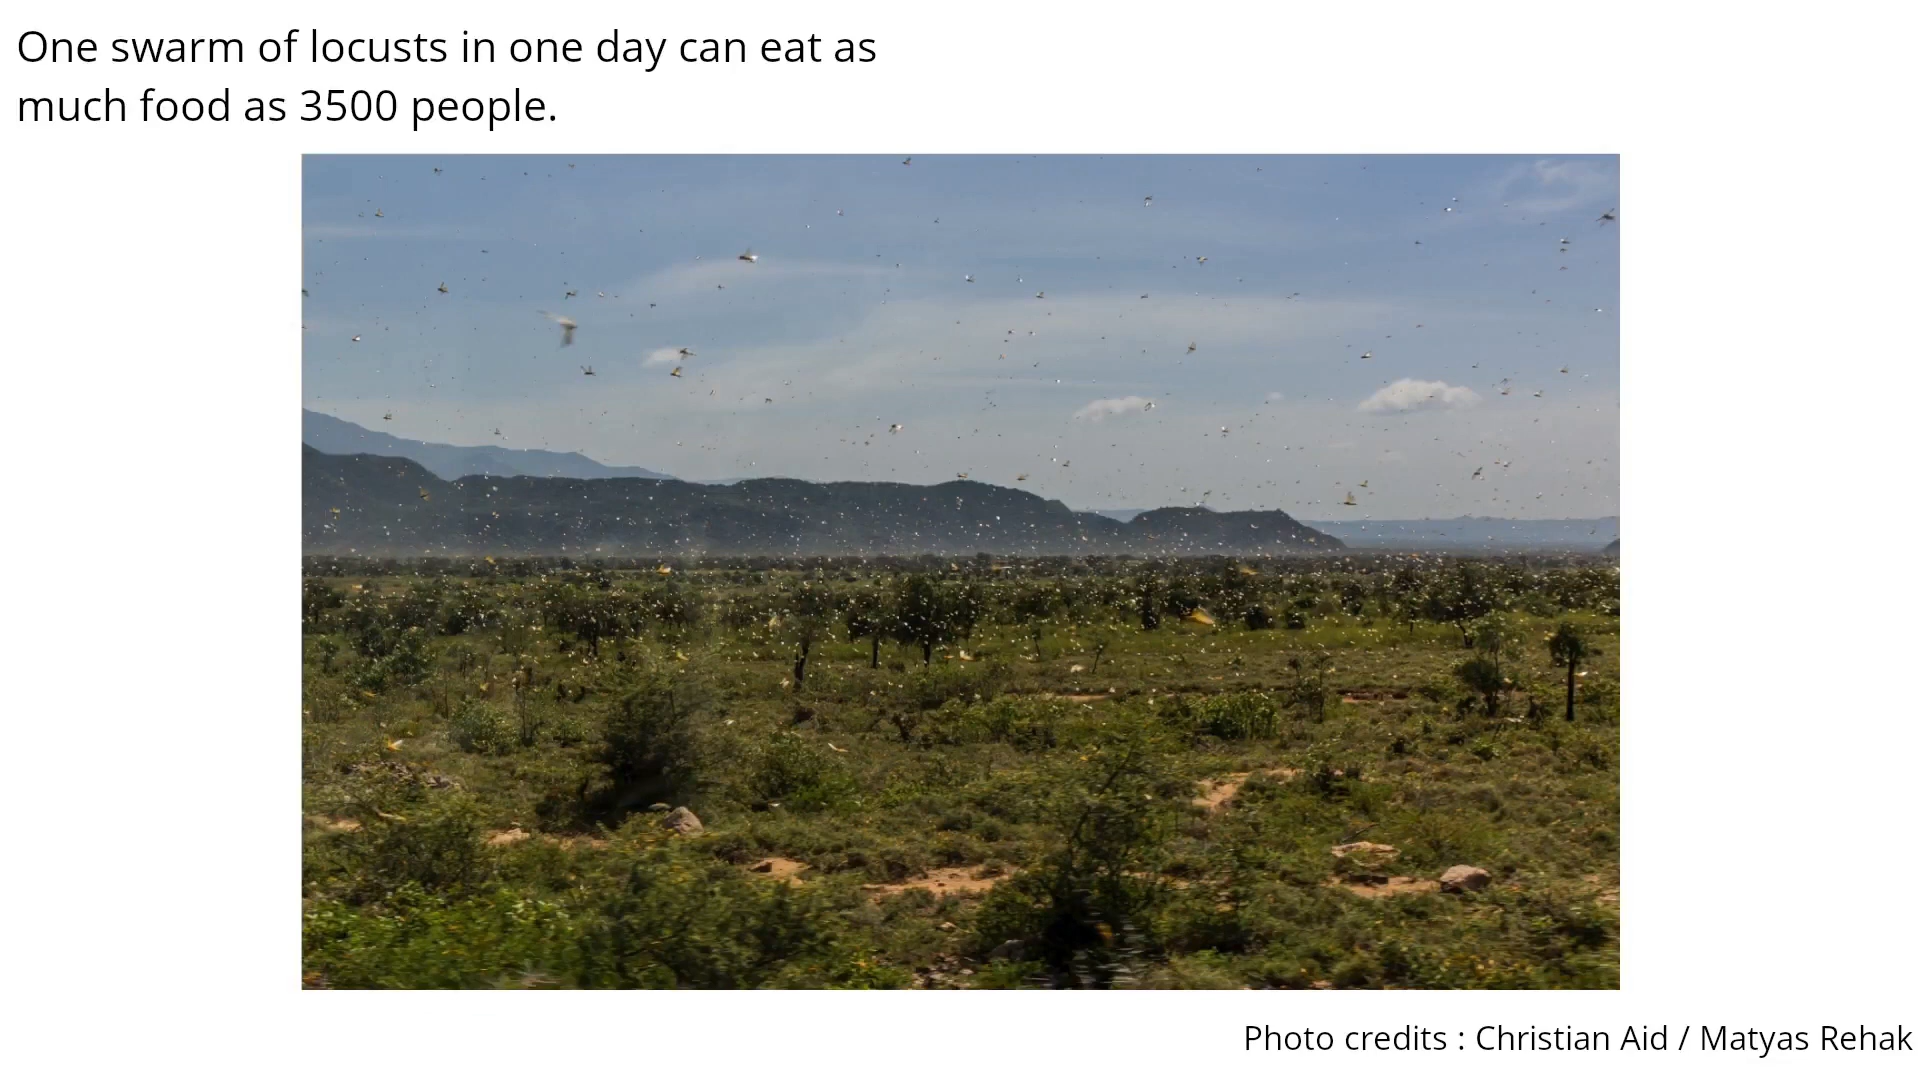 One swarm of locusts in one day can eat as
much food as 3500 people.
Photo credits : Christian Aid / Matyas Rehak